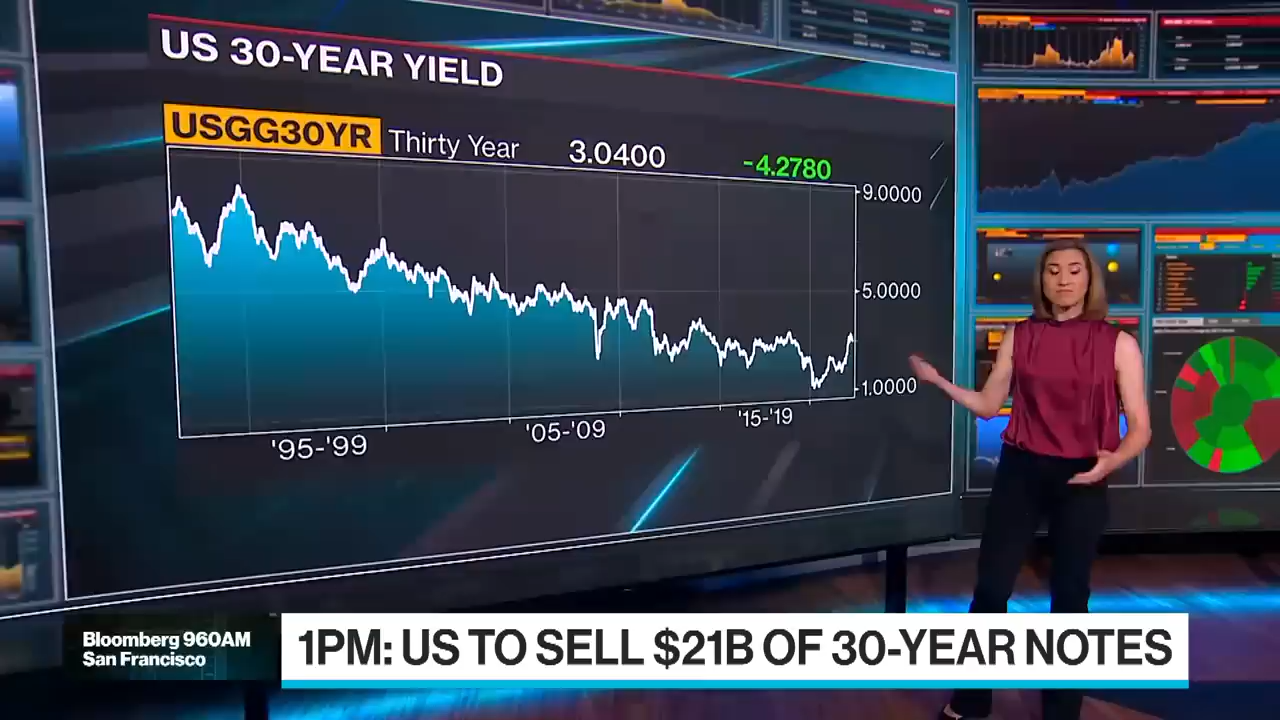 US 30-YEAR YIELD
USGG30YR Thirty Year 3.0400 -4.2780
9.0000
5.0000
1.0000
'95-'99
'05-'09
'15-'19
Bloomberg 960AM
San Francisco
1PM: US TO SELL $21B OF 30-YEAR NOTES